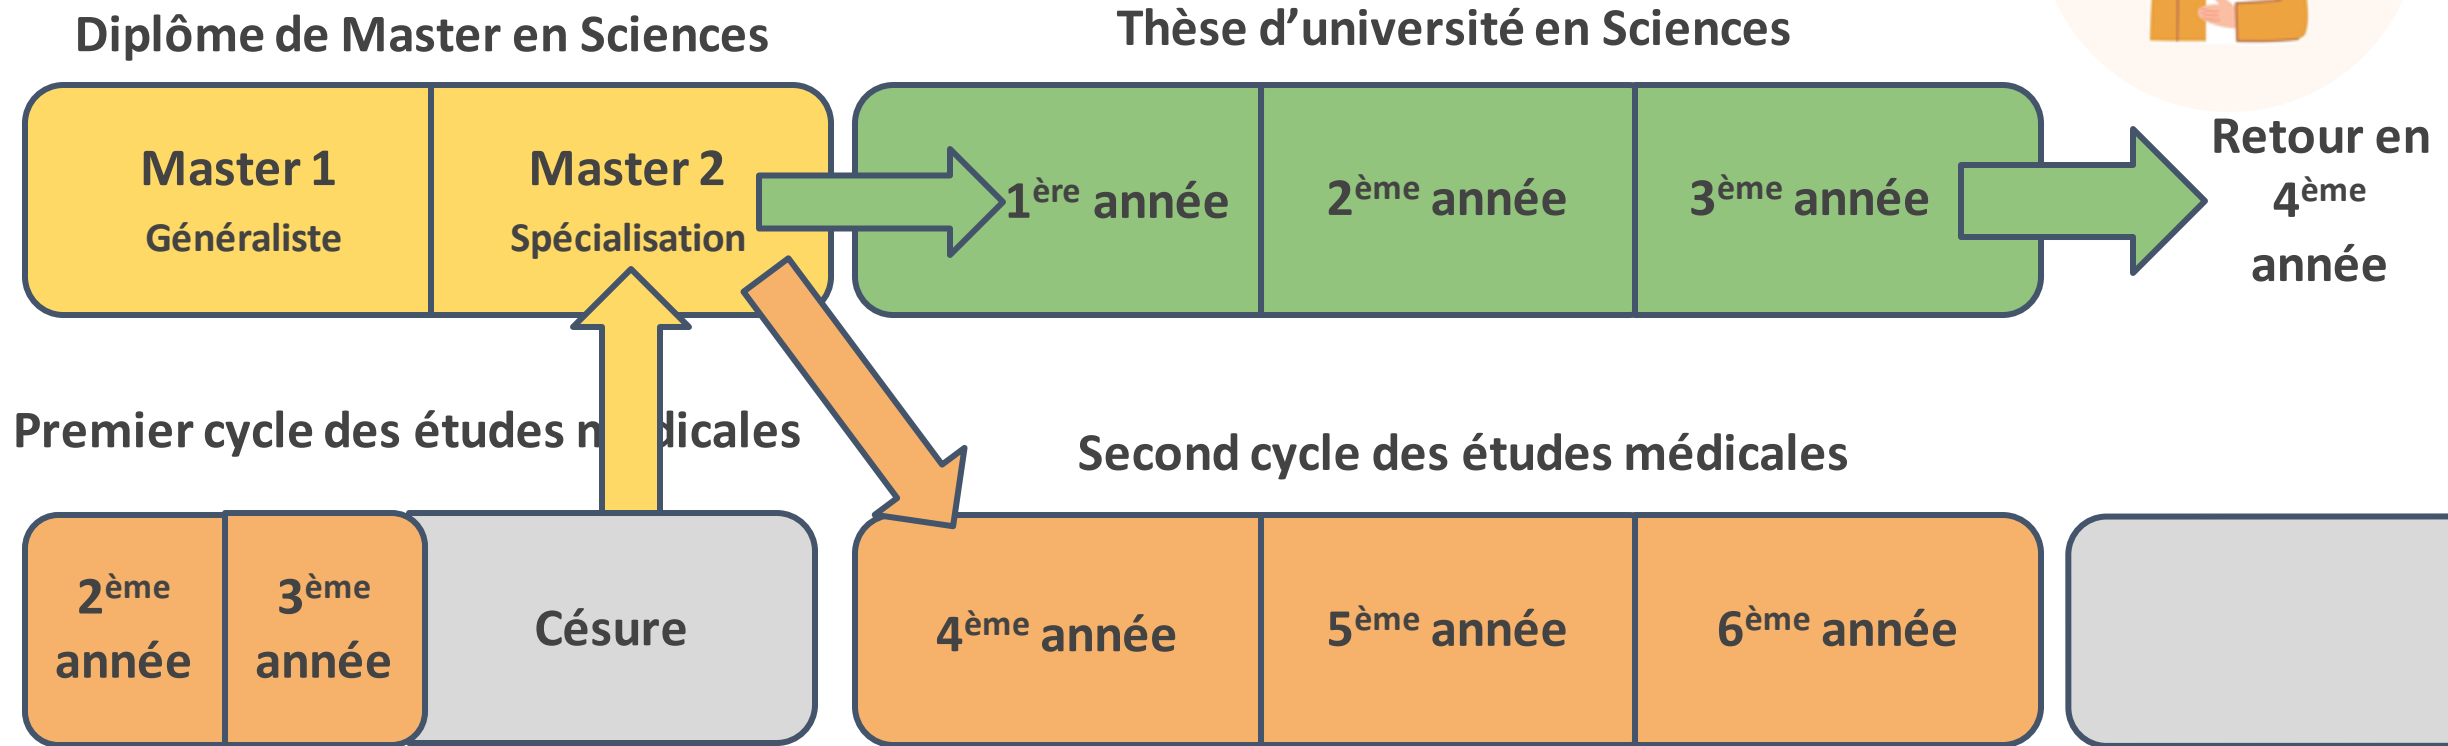 Diplôme de Master en Sciences
Thèse d’université en Sciences
Master 1
Généraliste
Master 2
Spécialisation
1ère année
2ème année
3ème année
Retour en
4ème
année
Premier cycle des études m dicales
Second cycle des études médicales
2ème
année
3ème
année
Césure
4ème année
5ème année
6ème année